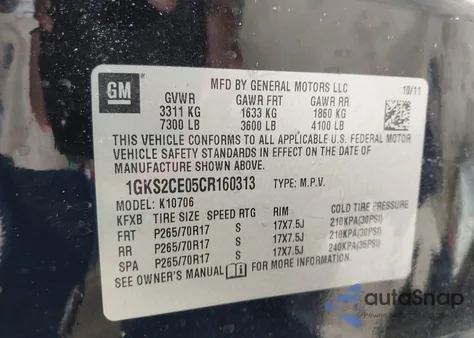 GM
MFD BY GENERAL MOTORS LLC
10/11
GVWR GAWR FRT GAWR RR
3311 KG 1633 KG 1860 KG
7300 LB 3600 LB 4100 LB
THIS VEHICLE CONFORMS TO ALL APPLICABLE U.S. FEDERAL MOTOR
VEHICLE SAFETY STANDARDS IN EFFECT ON THE DATE OF
MANUFACTURE SHOWN ABOVE.
1GKS2CE05CR160313 TYPE: M.P.V.
MODEL: K10706
KFXB TIRE SIZE SPEED RTG RIM COLD TIRE PRESSURE
FRT P265/70R17 S 17X7.5J 210KPA(30PSI)
RR P265/70R17 S 17X7.5J 210KPA(30PSI)
SPA P265/70R17 S 17X7.5J 240KPA(35PSI)
SEE OWNER'S MANUAL FOR MORE INFORMATION.
autoSnap